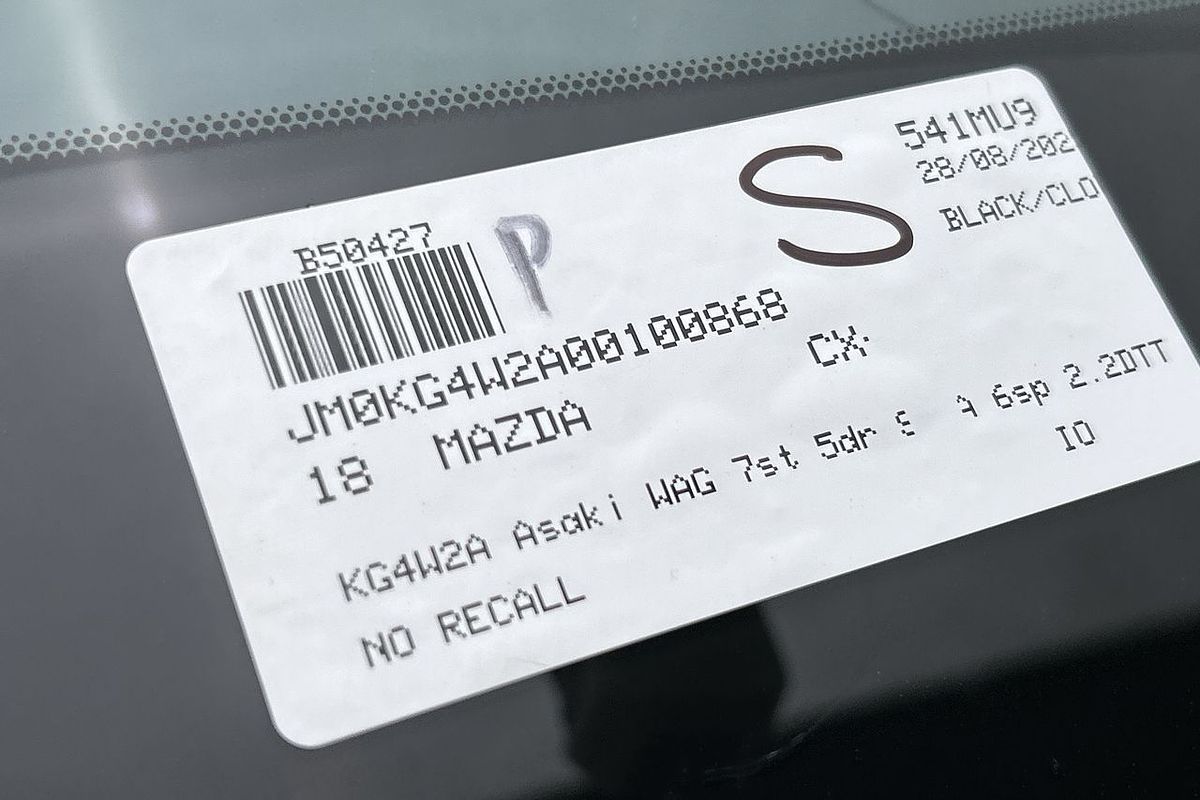 541MU9
28/08/202
BLACK/CLO
S
B50427
P
JM0KG4W2A00100868
18 MAZDA CX-
KG4W2A Asaki WAG 7st 5dr A 6sp 2.2DTT
IO
NO RECALL